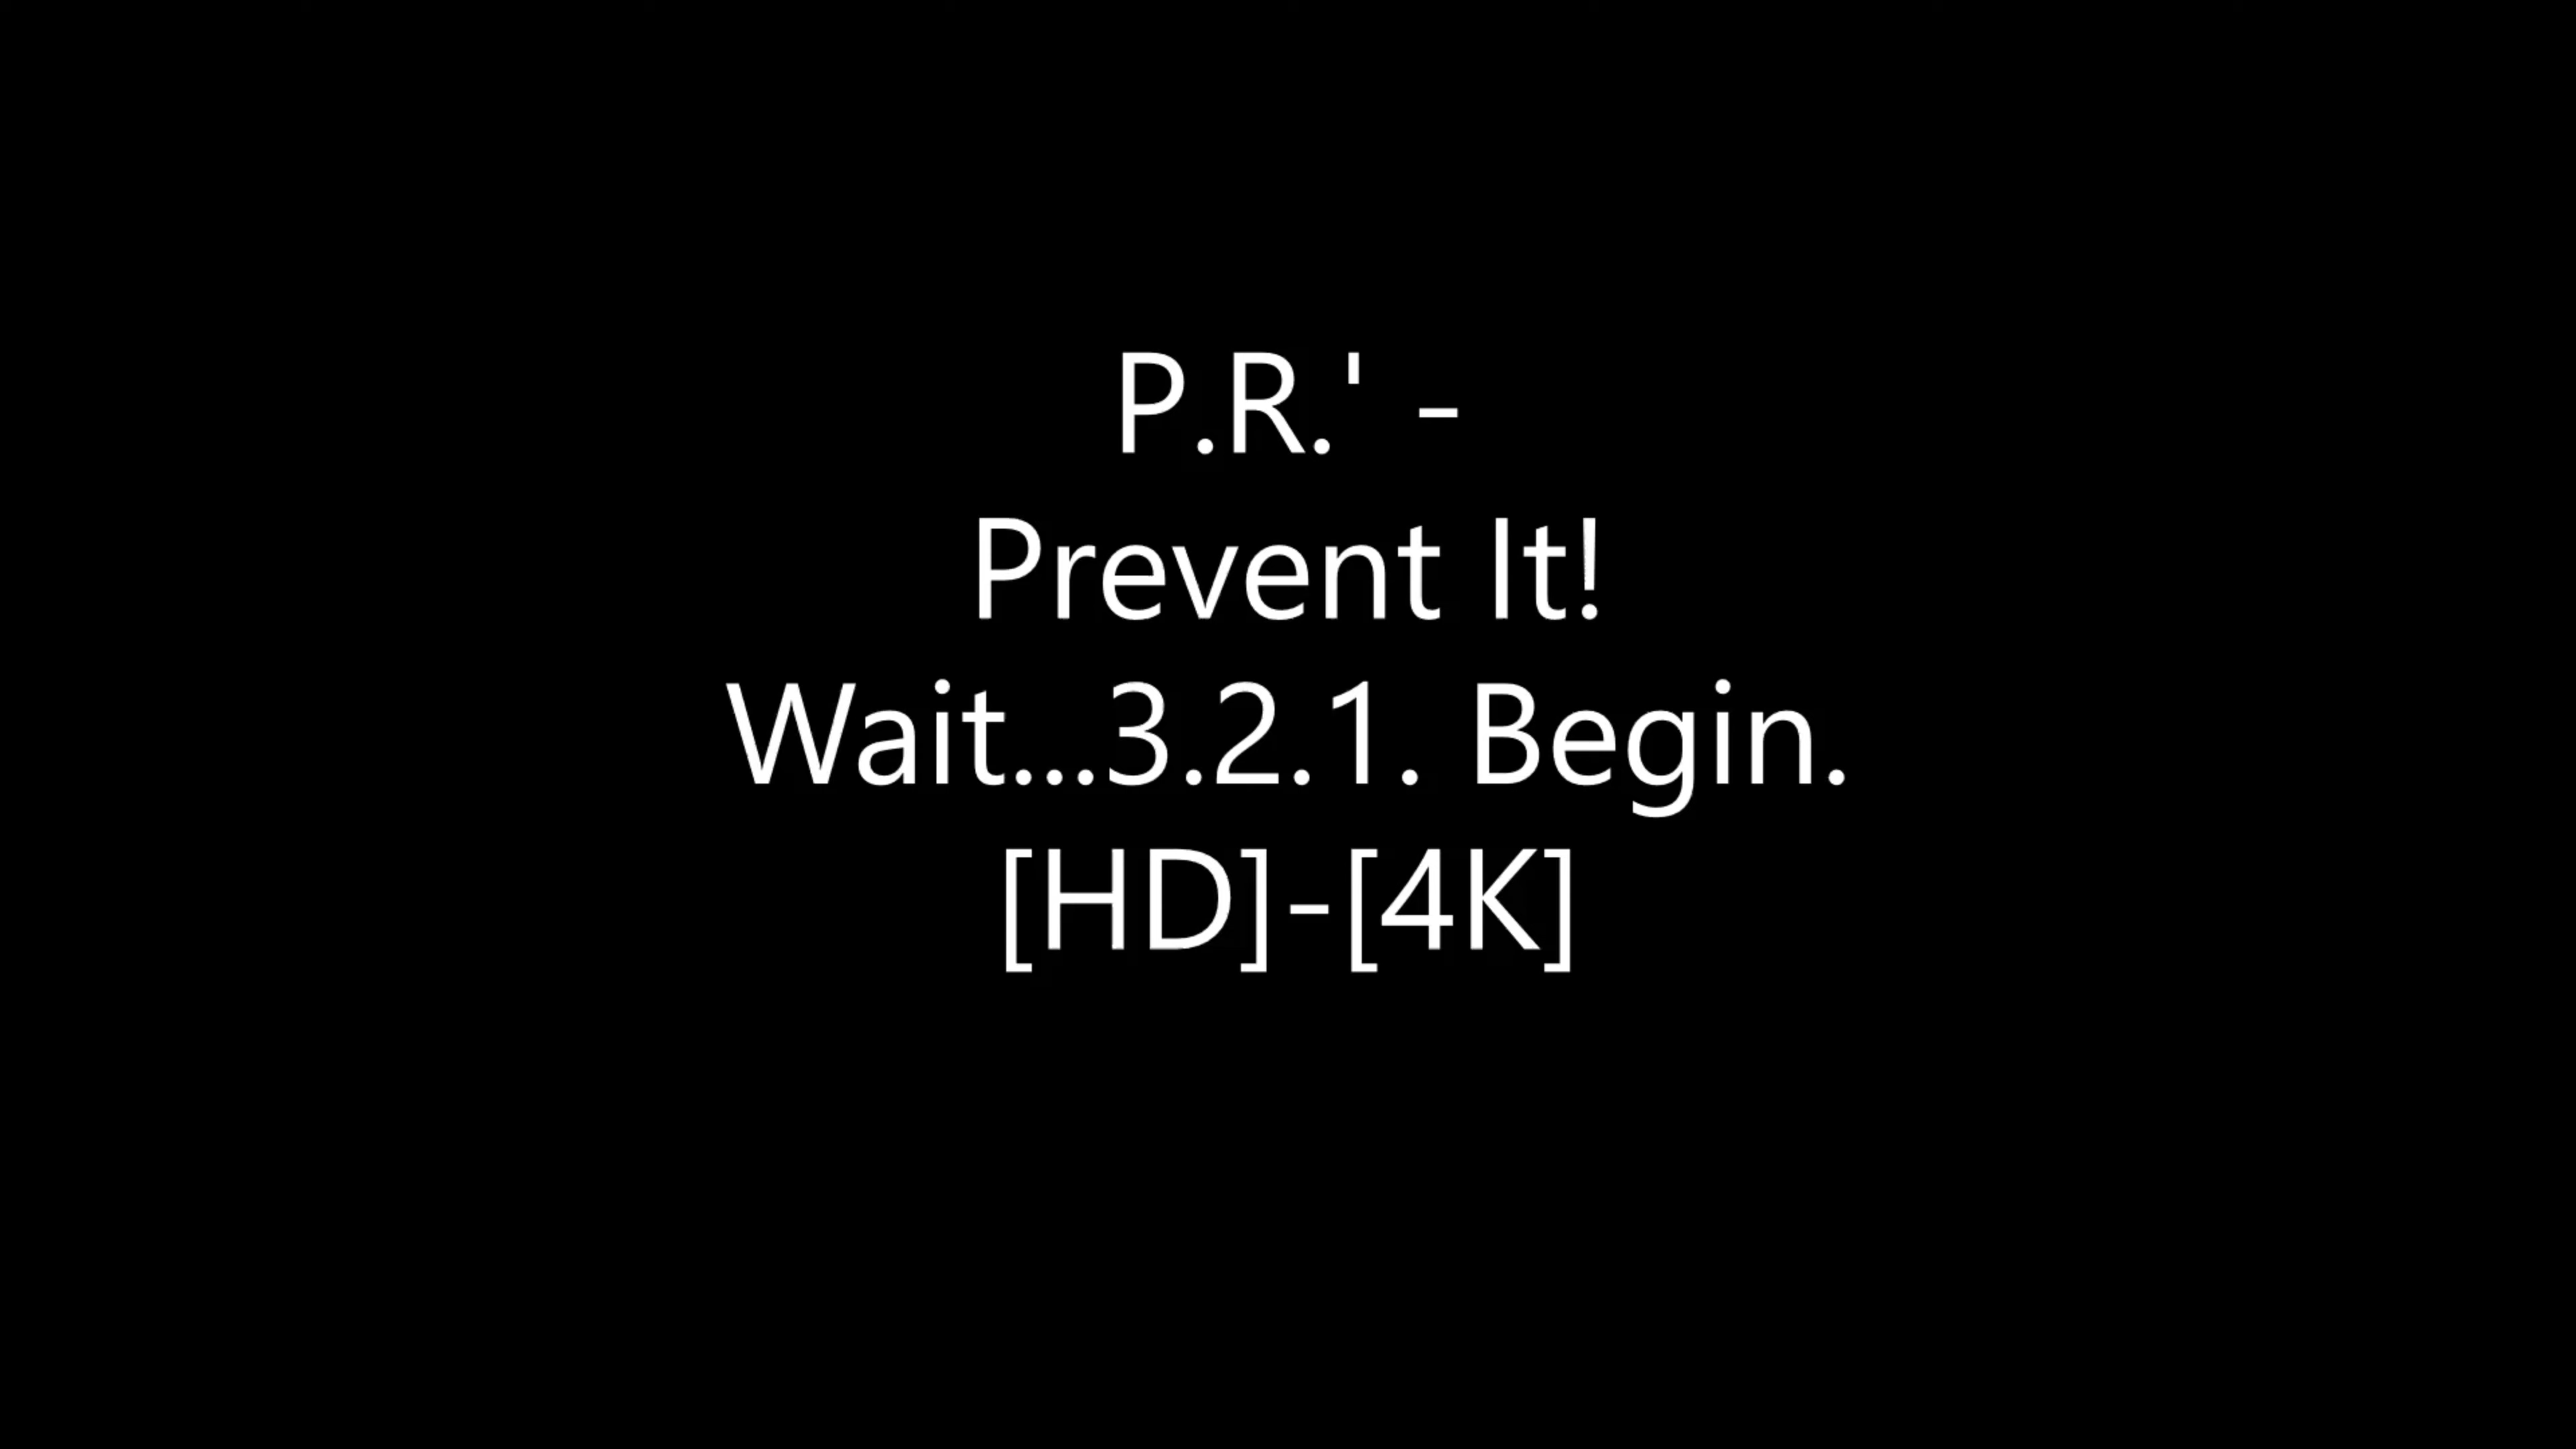 P.R.' -
Prevent It!
Wait...3.2.1. Begin.
[HD]-[4K]